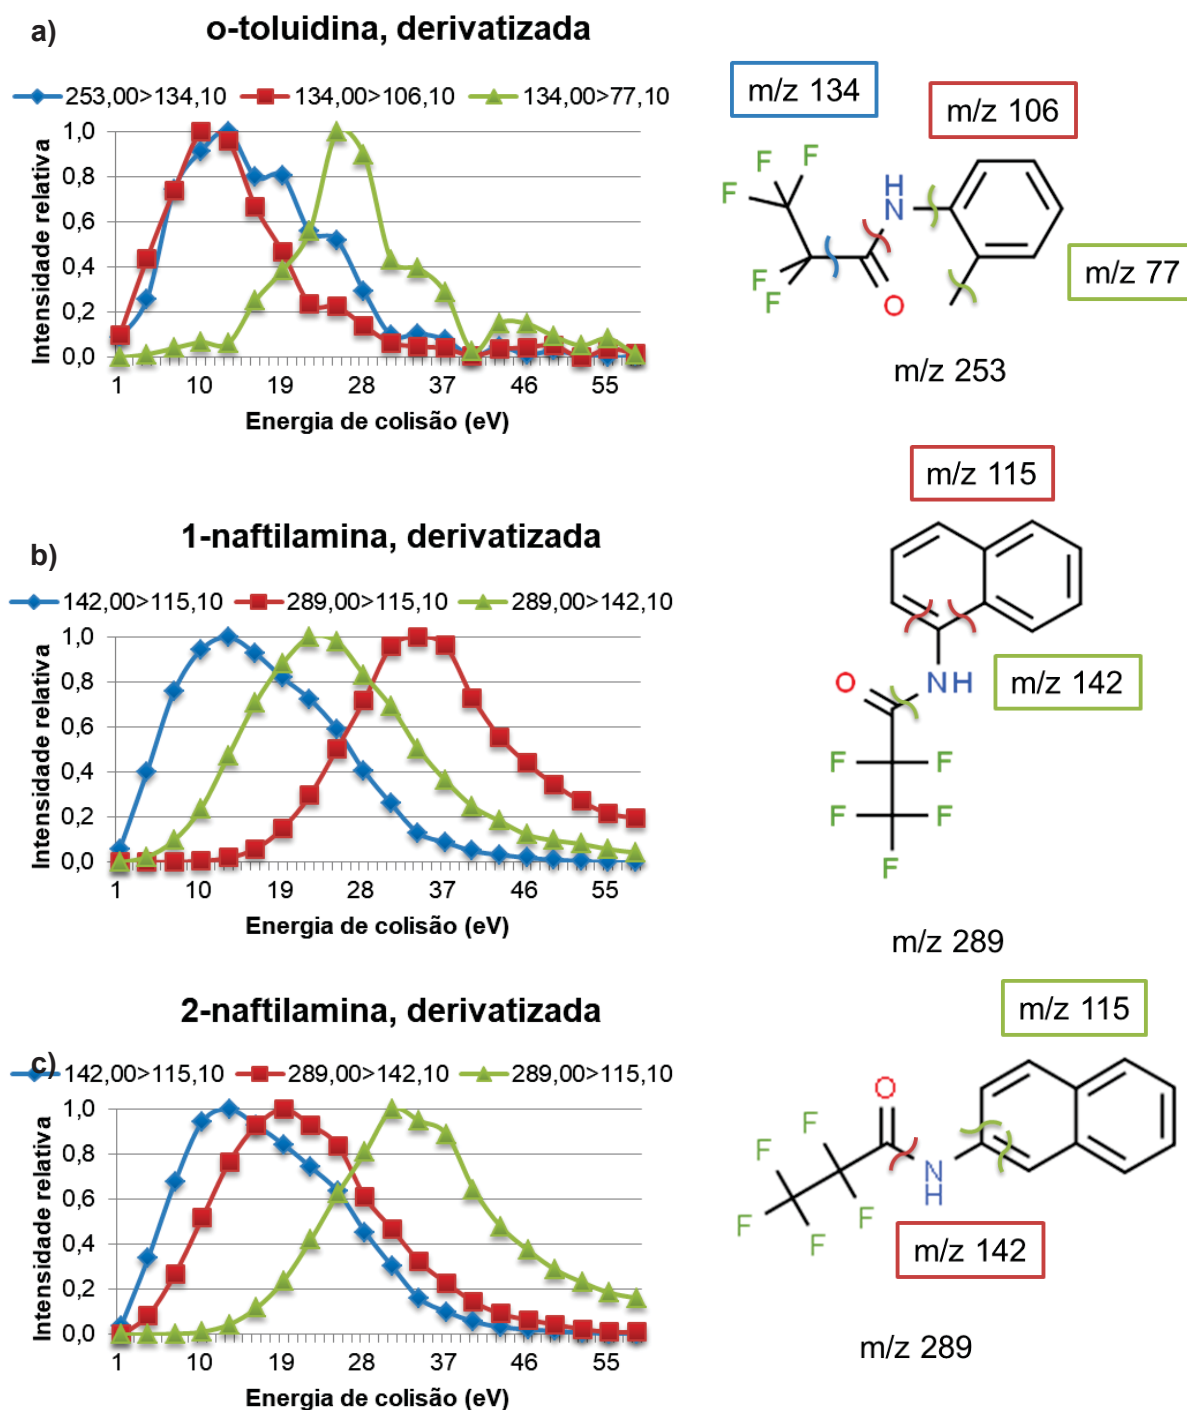 a)
o-toluidina, derivatizada
253,00>134,10 134,00>106,10 134,00>77,10
Intensidade relativa
1,0
0,8
0,6
0,4
0,2
0,0
1 10 19 28 37 46 55
Energia de colisão (eV)
m/z 134
m/z 106
F F
F
H
N
F
F
O
m/z 77
m/z 253
b)
1-naftilamina, derivatizada
142,00>115,10 289,00>115,10 289,00>142,10
Intensidade relativa
1,0
0,8
0,6
0,4
0,2
0,0
1 10 19 28 37 46 55
Energia de colisão (eV)
m/z 115
O NH
m/z 142
F F
F F
F
m/z 289
c)
2-naftilamina, derivatizada
142,00>115,10 289,00>142,10 289,00>115,10
Intensidade relativa
1,0
0,8
0,6
0,4
0,2
0,0
1 10 19 28 37 46 55
Energia de colisão (eV)
m/z 115
O
F F
N
H
F F F
m/z 142
m/z 289